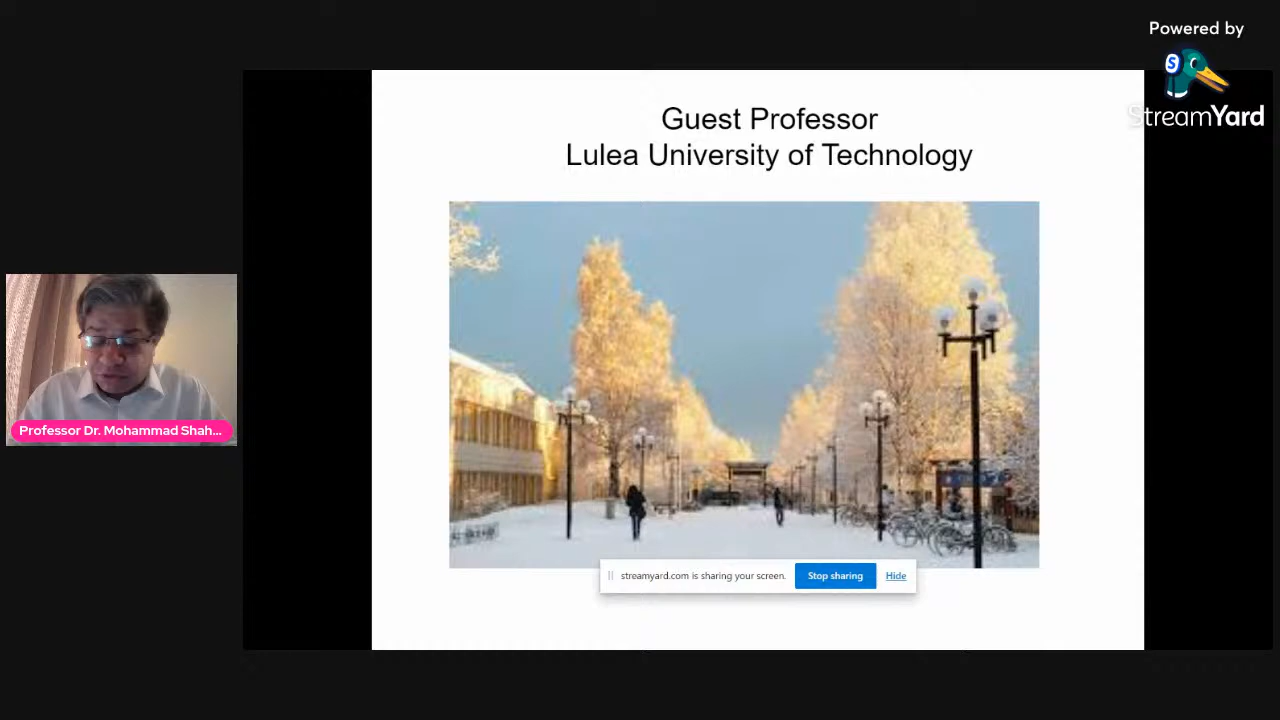 Powered by
StreamYard
Guest Professor
Lulea University of Technology
Professor Dr. Mohammad Shah...
streamyard.com is sharing your screen.
Stop sharing
Hide